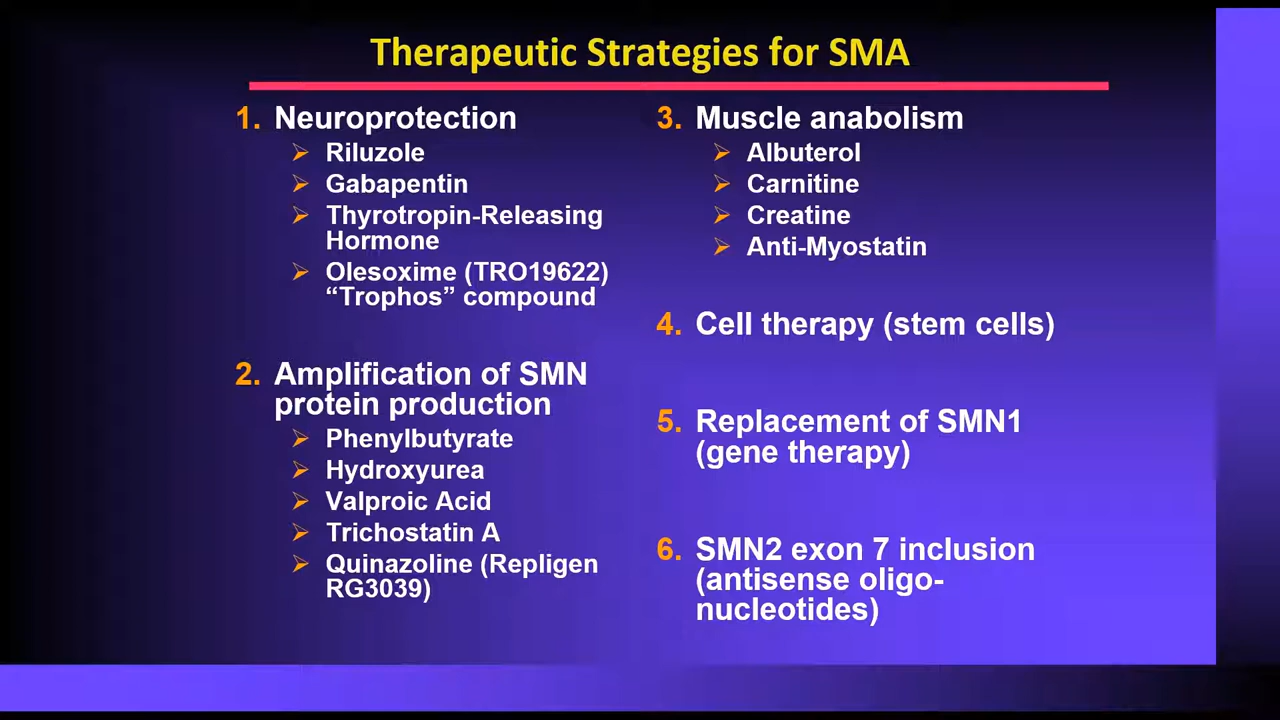 Therapeutic Strategies for SMA
1. Neuroprotection
Riluzole
Gabapentin
Thyrotropin-Releasing
Hormone
Olesoxime (TRO19622)
“Trophos” compound
2. Amplification of SMN
protein production
Phenylbutyrate
Hydroxyurea
Valproic Acid
Trichostatin A
Quinazoline (Repligen
RG3039)
3. Muscle anabolism
Albuterol
Carnitine
Creatine
Anti-Myostatin
4. Cell therapy (stem cells)
5. Replacement of SMN1
(gene therapy)
6. SMN2 exon 7 inclusion
(antisense oligo-
nucleotides)